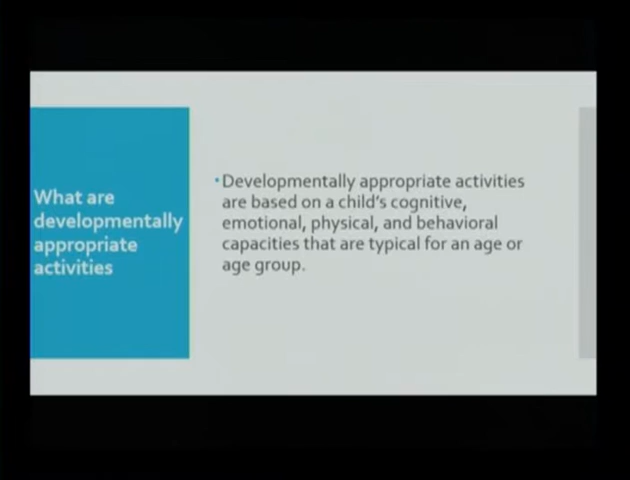 What are
developmentally
appropriate
activities
• Developmentally appropriate activities
are based on a child's cognitive,
emotional, physical, and behavioral
capacities that are typical for an age or
age group.